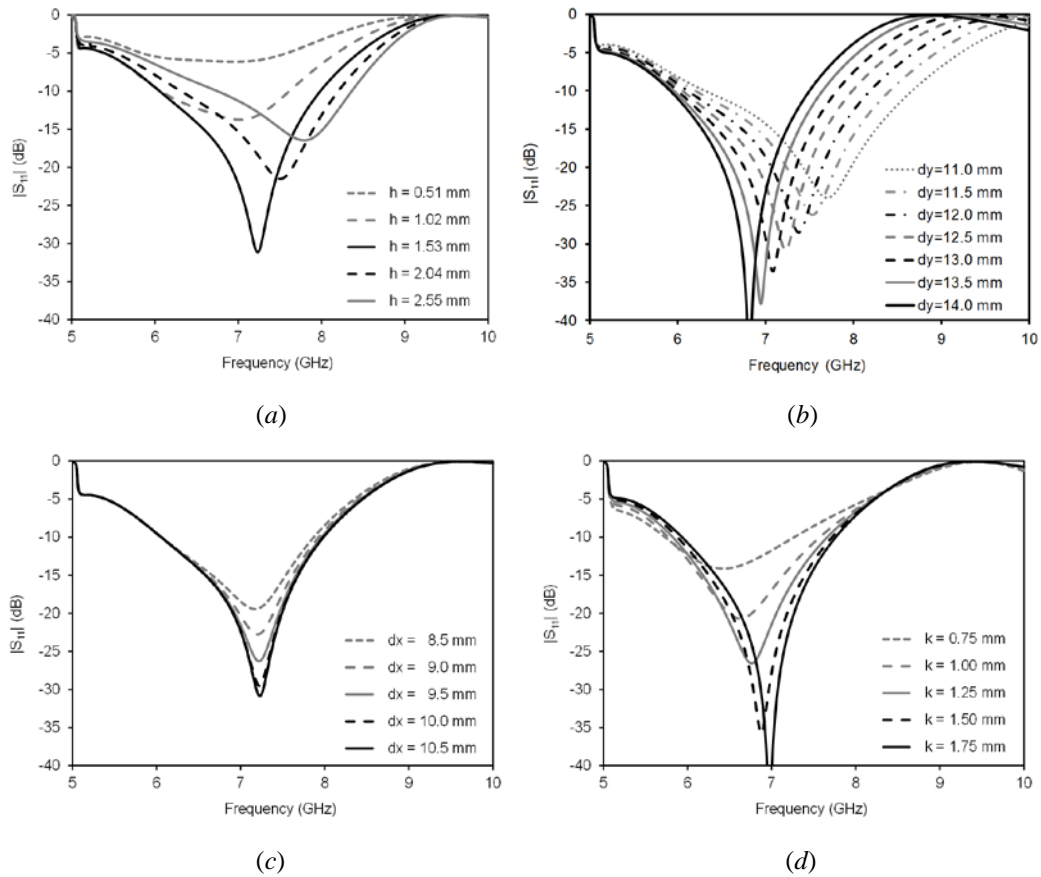 0
-5
-10
-15
-20
-25
-30
-35
-40
|S11| (dB)
h = 0.51 mm
h = 1.02 mm
h = 1.53 mm
h = 2.04 mm
h = 2.55 mm
5 6 7 8 9 10
Frequency (GHz)
(a)
0
-5
-10
-15
-20
-25
-30
-35
-40
|S11| (dB)
dy=11.0 mm
dy=11.5 mm
dy=12.0 mm
dy=12.5 mm
dy=13.0 mm
dy=13.5 mm
dy=14.0 mm
5 6 7 8 9 10
Frequency (GHz)
(b)
0
-5
-10
-15
-20
-25
-30
-35
-40
|S11| (dB)
dx = 8.5 mm
dx = 9.0 mm
dx = 9.5 mm
dx = 10.0 mm
dx = 10.5 mm
5 6 7 8 9 10
Frequency (GHz)
(c)
0
-5
-10
-15
-20
-25
-30
-35
-40
|S11| (dB)
k = 0.75 mm
k = 1.00 mm
k = 1.25 mm
k = 1.50 mm
k = 1.75 mm
5 6 7 8 9 10
Frequency (GHz)
(d)